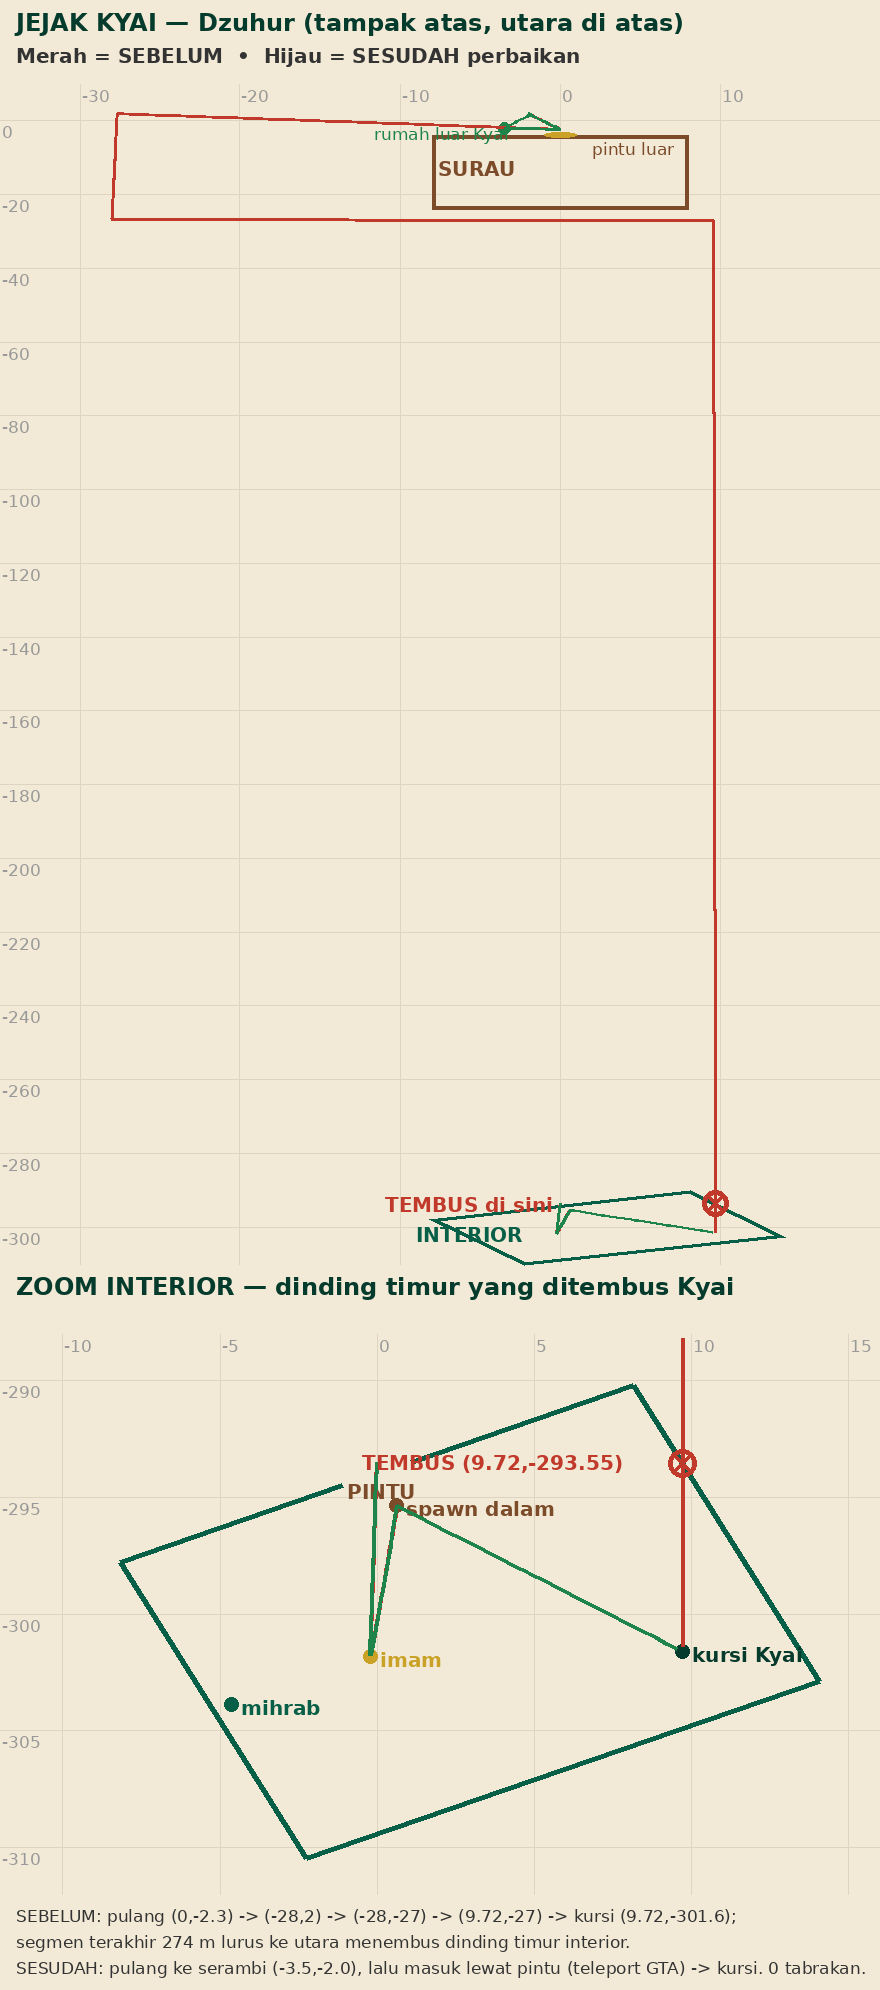 JEJAK KYAI — Dzuhur (tampak atas, utara di atas)
Merah = SEBELUM • Hijau = SESUDAH perbaikan
-30 -20 -10 0 10
0
rumah luar Kyai
pintu luar
SURAU
-20
-40
-60
-80
-100
-120
-140
-160
-180
-200
-220
-240
-260
-280
TEMBUS di sini
INTERIOR
-300
ZOOM INTERIOR — dinding timur yang ditembus Kyai
-10 -5 0 5 10 15
-290
TEMBUS (9.72,-293.55)
PINTU
spawn dalam
-295
-300
kursi Kyai
imam
mihrab
-305
-310
SEBELUM: pulang (0,-2.3) -> (-28,2) -> (-28,-27) -> (9.72,-27) -> kursi (9.72,-301.6);
segmen terakhir 274 m lurus ke utara menembus dinding timur interior.
SESUDAH: pulang ke serambi (-3.5,-2.0), lalu masuk lewat pintu (teleport GTA) -> kursi. 0 tabrakan.